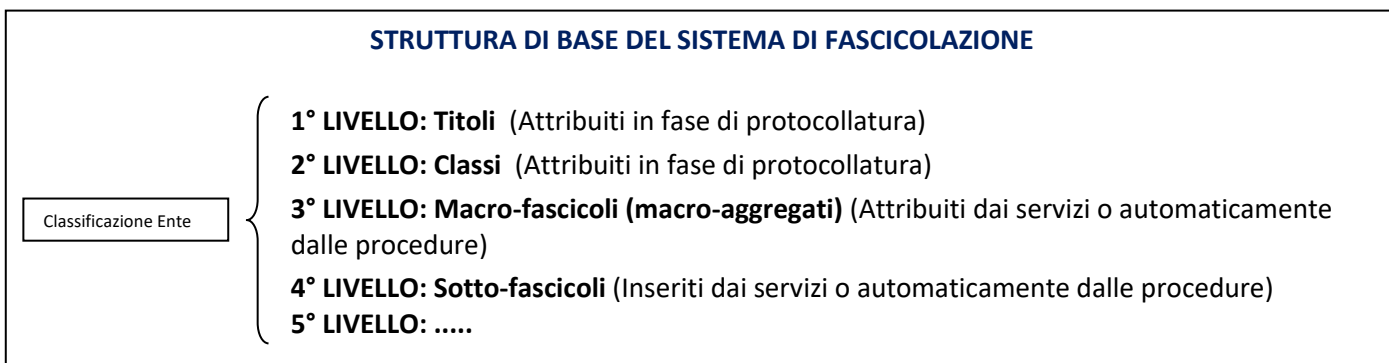 STRUTTURA DI BASE DEL SISTEMA DI FASCICOLAZIONE
Classificazione Ente
1° LIVELLO: Titoli (Attribuiti in fase di protocollatura)
2° LIVELLO: Classi (Attribuiti in fase di protocollatura)
3° LIVELLO: Macro-fascicoli (macro-aggregati) (Attribuiti dai servizi o automaticamente
dalle procedure)
4° LIVELLO: Sotto-fascicoli (Inseriti dai servizi o automaticamente dalle procedure)
5° LIVELLO: .....